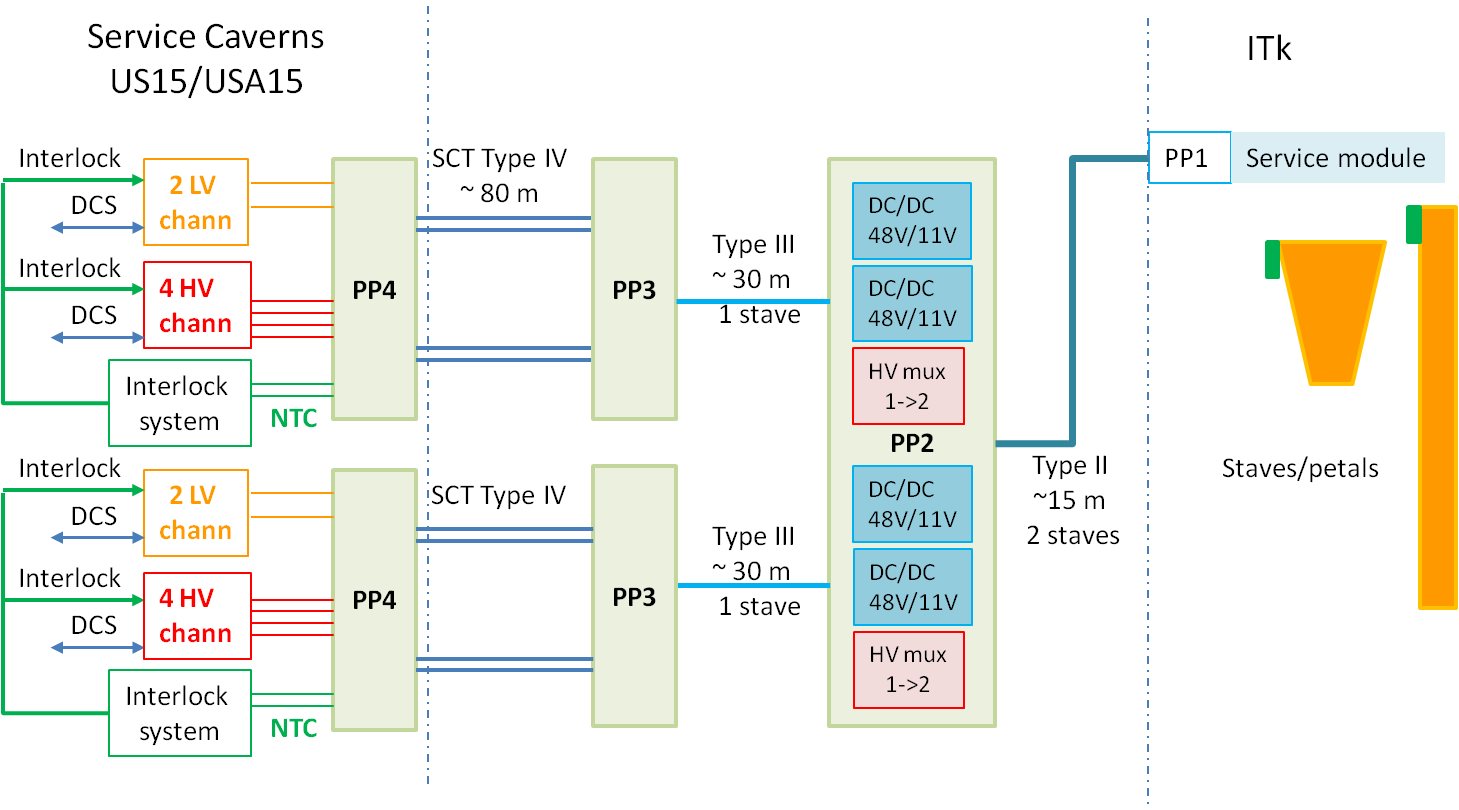 Service Caverns
US15/USA15
ITk
Interlock
2 LV
chann
DCS
Interlock
4 HV
chann
DCS
Interlock
system
NTC
PP4
SCT Type IV
~ 80 m
PP3
Type III
~ 30 m
1 stave
DC/DC
48V/11V
DC/DC
48V/11V
HV mux
1->2
PP2
DC/DC
48V/11V
DC/DC
48V/11V
HV mux
1->2
Interlock
2 LV
chann
DCS
Interlock
4 HV
chann
DCS
Interlock
system
NTC
PP4
SCT Type IV
PP3
Type III
~ 30 m
1 stave
Type II
~15 m
2 staves
PP1
Service module
Staves/petals